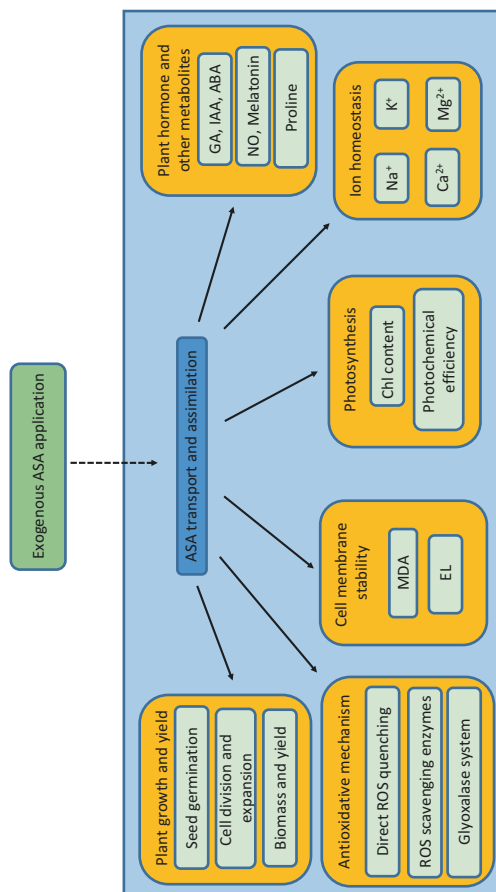 Exogenous ASA application
ASA transport and assimilation
Plant growth and yield
Seed germination
Cell division and
expansion
Biomass and yield
Antioxidative mechanism
Direct ROS quenching
ROS scavenging enzymes
Glyoxalase system
Cell membrane
stability
MDA
EL
Photosynthesis
Chl content
Photochemical
efficiency
Ion homeostasis
Na⁺
K⁺
Ca²⁺
Mg²⁺
Plant hormone and
other metabolites
GA, IAA, ABA
NO, Melatonin
Proline